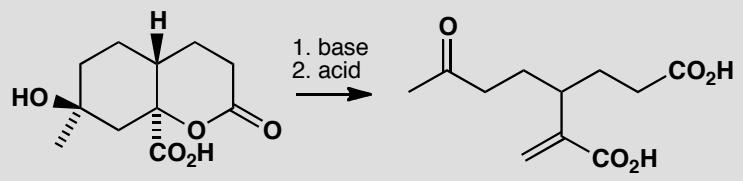 H
HO
O
O
CO₂H
1. base
2. acid
O
CO₂H
CO₂H